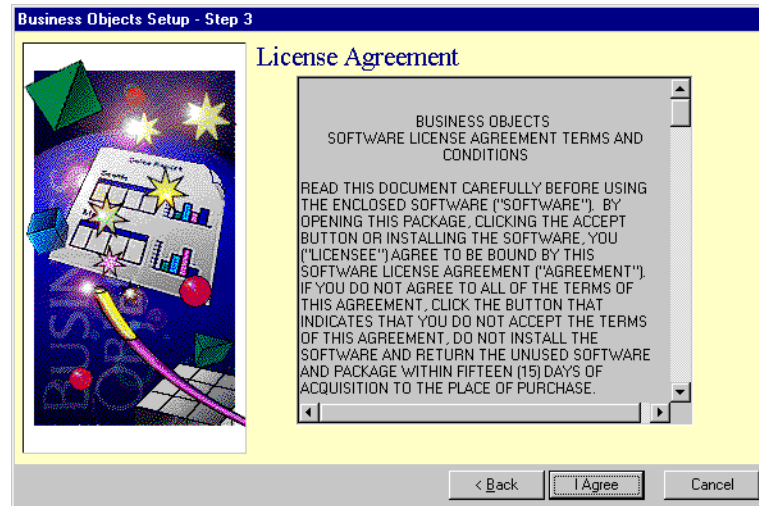 Business Objects Setup - Step 3
License Agreement
BUSINESS OBJECTS
SOFTWARE LICENSE AGREEMENT TERMS AND
CONDITIONS
READ THIS DOCUMENT CAREFULLY BEFORE USING
THE ENCLOSED SOFTWARE ("SOFTWARE"). BY
OPENING THIS PACKAGE, CLICKING THE ACCEPT
BUTTON OR INSTALLING THE SOFTWARE, YOU
("LICENSEE") AGREE TO BE BOUND BY THIS
SOFTWARE LICENSE AGREEMENT ("AGREEMENT").
IF YOU DO NOT AGREE TO ALL OF THE TERMS OF
THIS AGREEMENT, CLICK THE BUTTON THAT
INDICATES THAT YOU DO NOT ACCEPT THE TERMS
OF THIS AGREEMENT, DO NOT INSTALL THE
SOFTWARE AND RETURN THE UNUSED SOFTWARE
AND PACKAGE WITHIN FIFTEEN (15) DAYS OF
ACQUISITION TO THE PLACE OF PURCHASE.
< Back
I Agree
Cancel